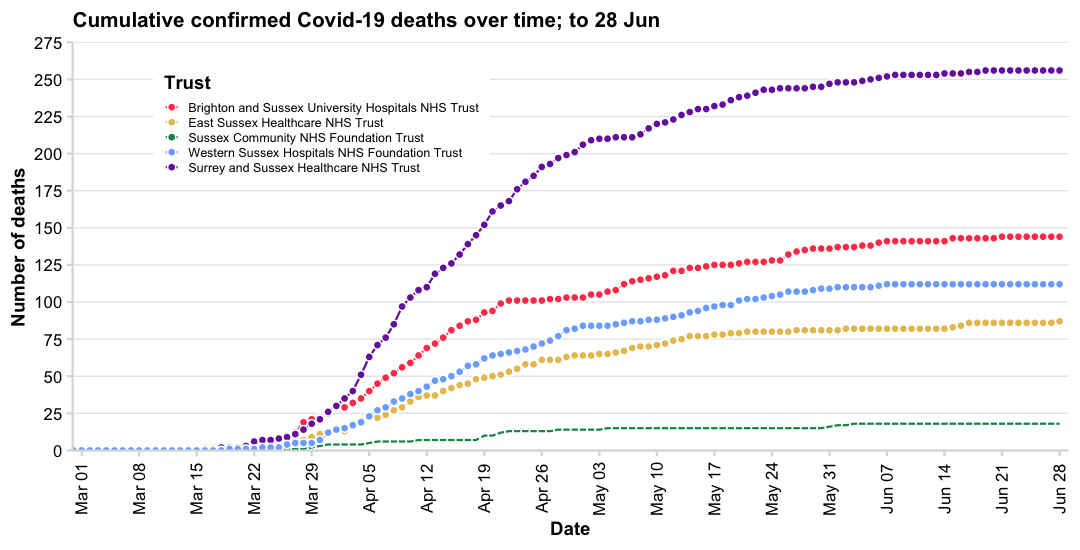 Cumulative confirmed Covid-19 deaths over time; to 28 Jun
275
250
225
200
175
150
125
100
75
50
25
0
Number of deaths
Trust
Brighton and Sussex University Hospitals NHS Trust
East Sussex Healthcare NHS Trust
Sussex Community NHS Foundation Trust
Western Sussex Hospitals NHS Foundation Trust
Surrey and Sussex Healthcare NHS Trust
Mar 01
Mar 08
Mar 15
Mar 22
Mar 29
Apr 05
Apr 12
Apr 19
Apr 26
May 03
May 10
May 17
May 24
May 31
Jun 07
Jun 14
Jun 21
Jun 28
Date